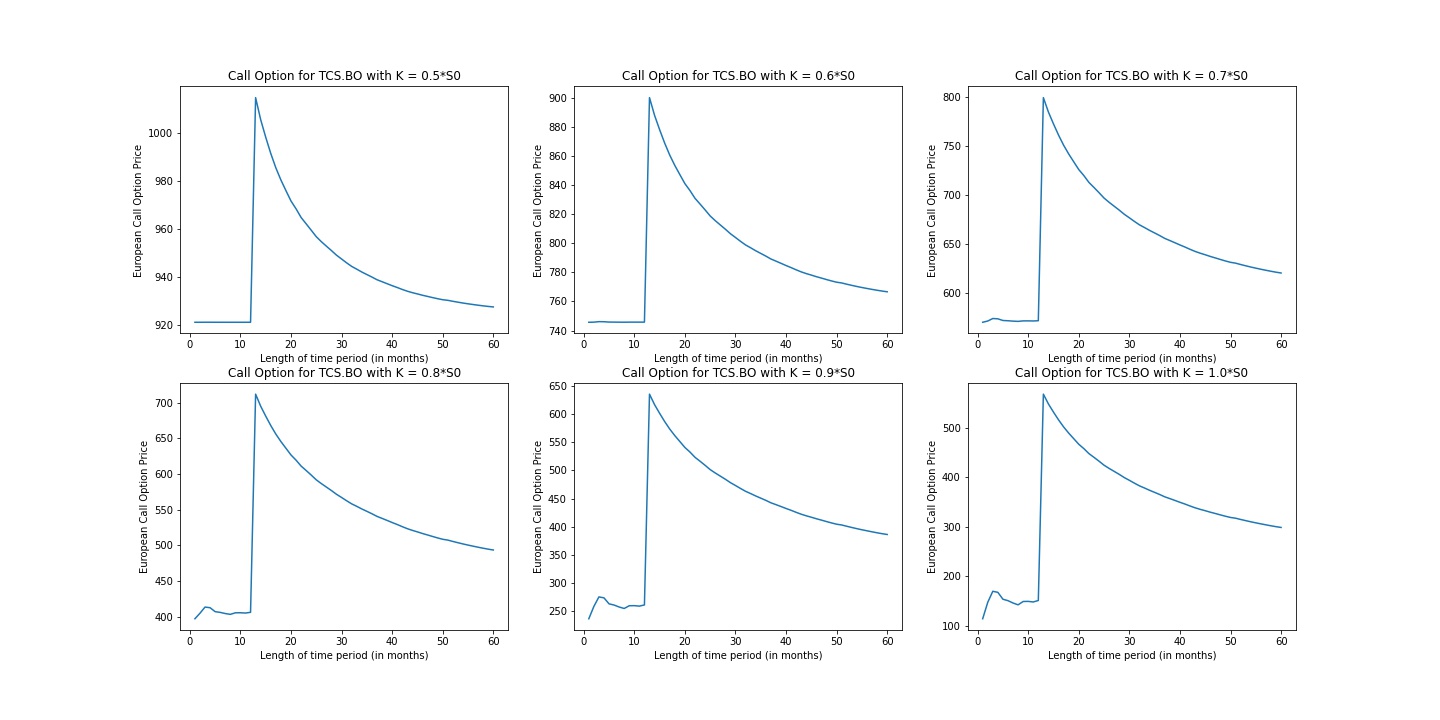 Call Option for TCS.BO with K = 0.5*S0
1000
980
960
940
920
European Call Option Price
0 10 20 30 40 50 60
Length of time period (in months)
Call Option for TCS.BO with K = 0.6*S0
900
880
860
840
820
800
780
760
740
European Call Option Price
0 10 20 30 40 50 60
Length of time period (in months)
Call Option for TCS.BO with K = 0.7*S0
800
750
700
650
600
European Call Option Price
0 10 20 30 40 50 60
Length of time period (in months)
Call Option for TCS.BO with K = 0.8*S0
700
650
600
550
500
450
400
European Call Option Price
0 10 20 30 40 50 60
Length of time period (in months)
Call Option for TCS.BO with K = 0.9*S0
650
600
550
500
450
400
350
300
250
European Call Option Price
0 10 20 30 40 50 60
Length of time period (in months)
Call Option for TCS.BO with K = 1.0*S0
500
400
300
200
100
European Call Option Price
0 10 20 30 40 50 60
Length of time period (in months)